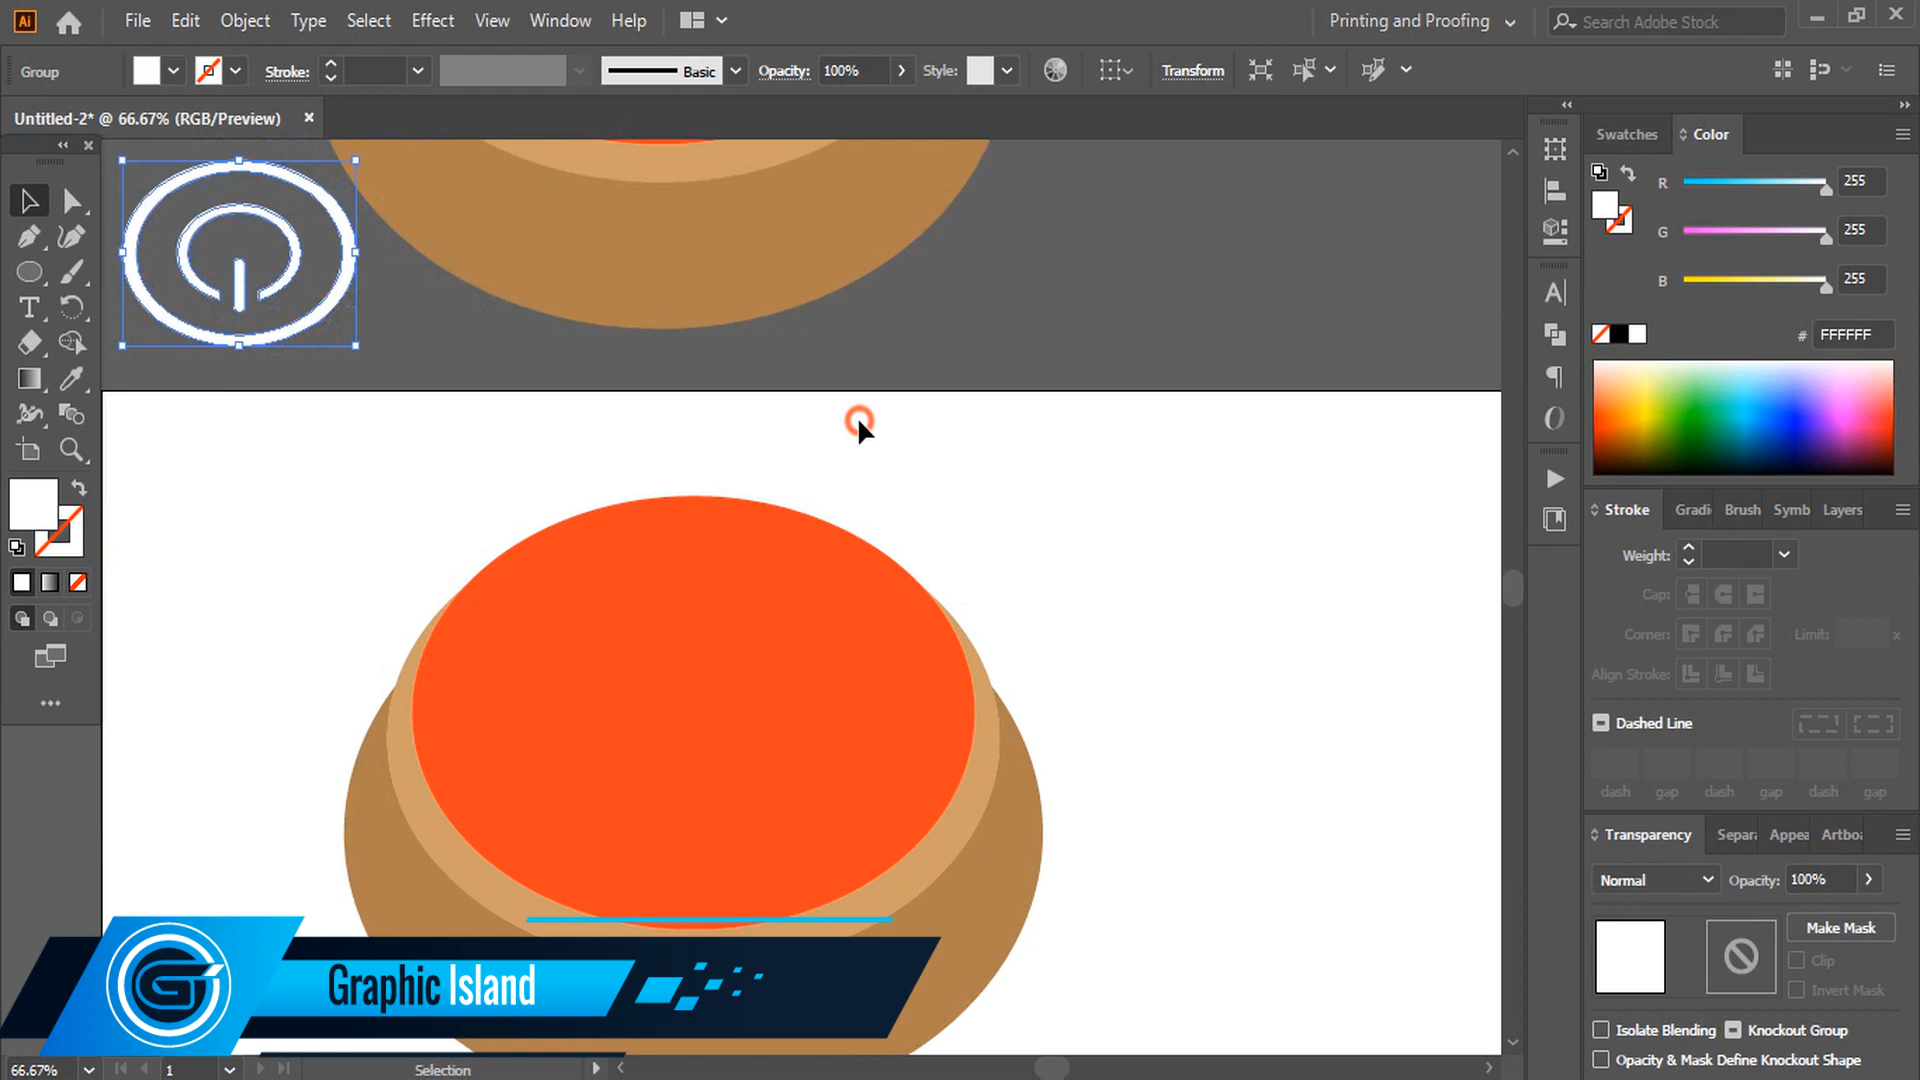 Ai File Edit Object Type Select Effect View Window Help Printing and Proofing Search Adobe Stock
Group Stroke: Basic Opacity: 100% Style: Transform
Untitled-2* @ 66.67% (RGB/Preview) ×
Swatches Color
R 255
G 255
B 255
# FFFFFF
Stroke Gradi Brush Symb Layers
Weight:
Cap:
Corner: Limit: x
Align Stroke:
Dashed Line
dash gap dash gap dash gap
Transparency Separa Appea Artboa
Normal Opacity: 100%
Make Mask
Clip
Invert Mask
Isolate Blending Knockout Group
Opacity & Mask Define Knockout Shape
Graphic Island
66.67% 1 Selection